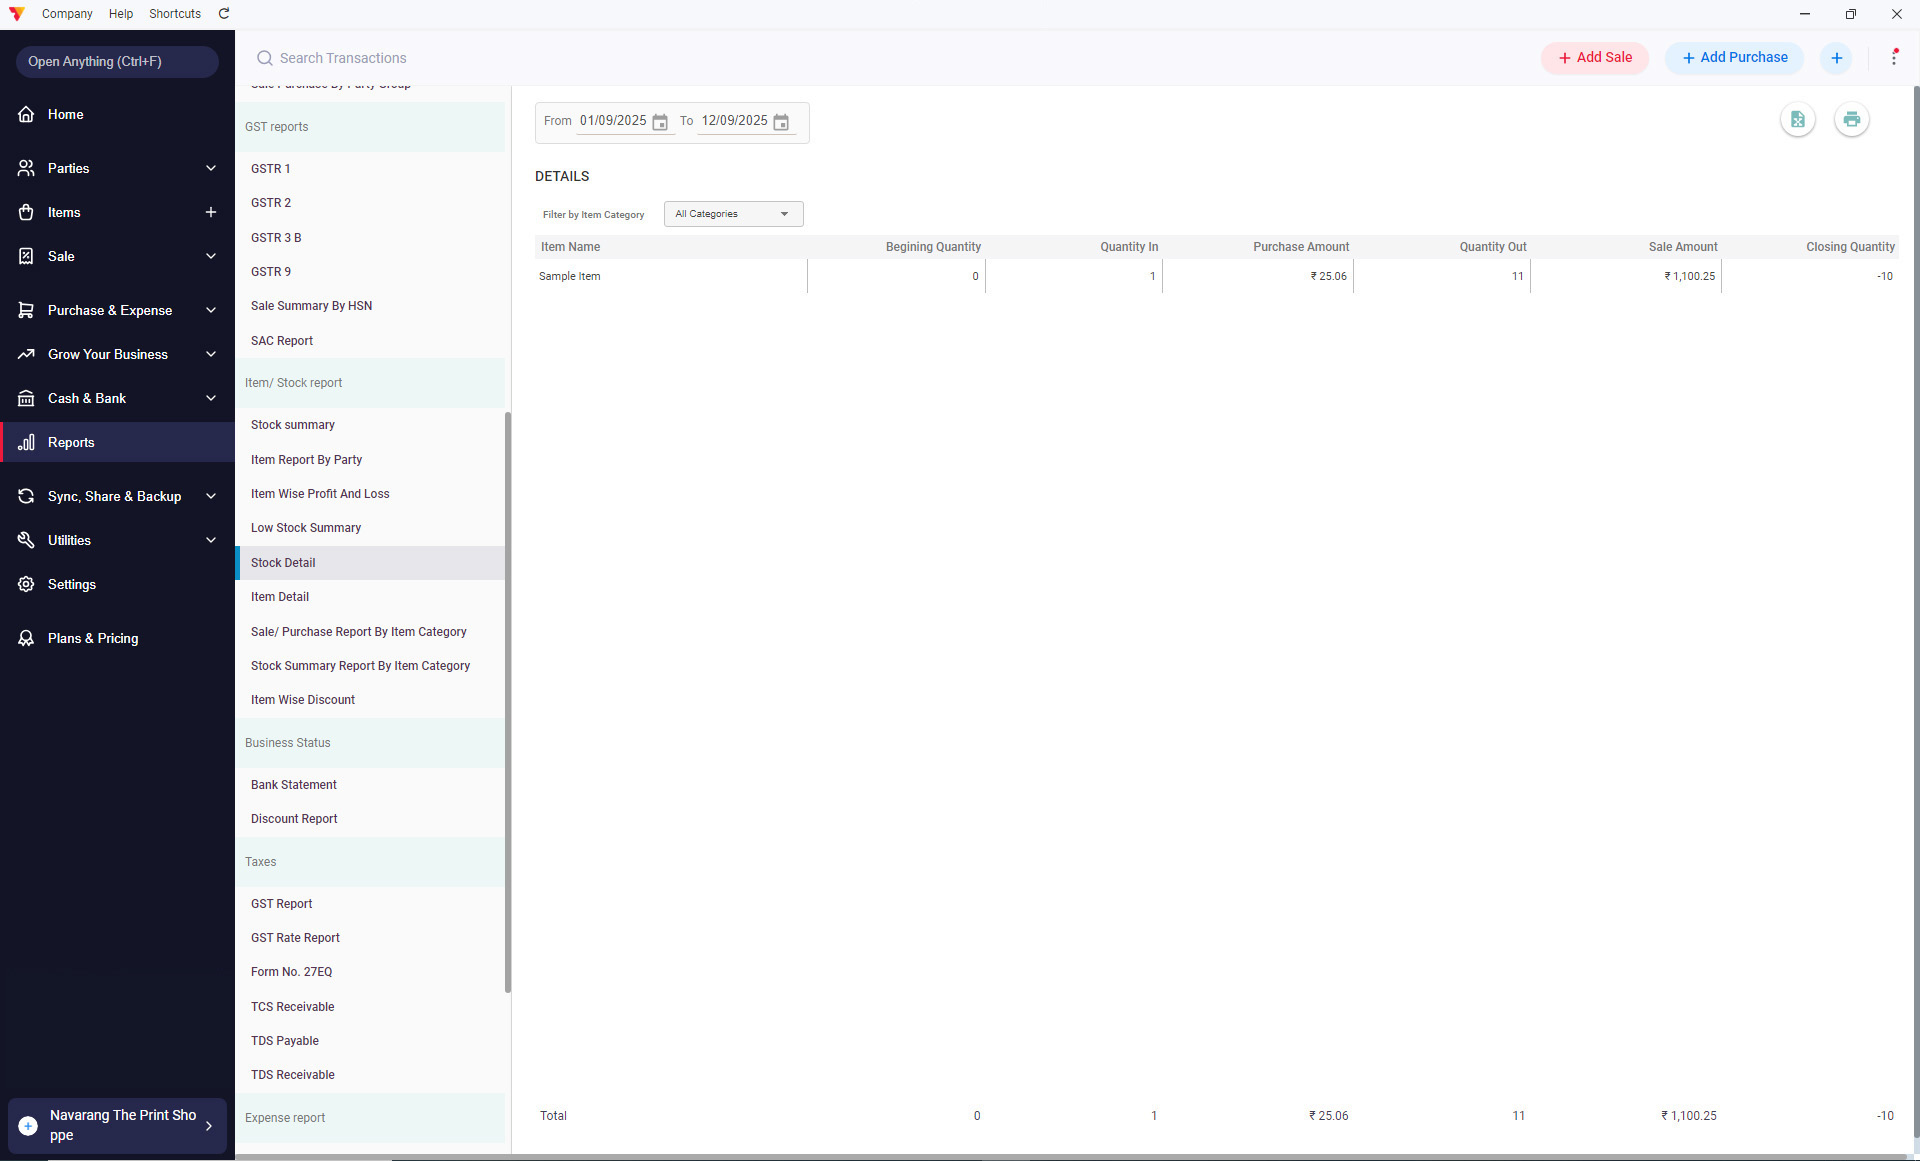 Company Help Shortcuts
Open Anything (Ctrl+F)
Search Transactions
Add Sale
Add Purchase
Home
Parties
Items
Sale
Purchase & Expense
Grow Your Business
Cash & Bank
Reports
Sync, Share & Backup
Utilities
Settings
Plans & Pricing
Navarang The Print Sho
ppe
Sale Purchase By Party Group
GST reports
GSTR 1
GSTR 2
GSTR 3 B
GSTR 9
Sale Summary By HSN
SAC Report
Item/ Stock report
Stock summary
Item Report By Party
Item Wise Profit And Loss
Low Stock Summary
Stock Detail
Item Detail
Sale/ Purchase Report By Item Category
Stock Summary Report By Item Category
Item Wise Discount
Business Status
Bank Statement
Discount Report
Taxes
GST Report
GST Rate Report
Form No. 27EQ
TCS Receivable
TDS Payable
TDS Receivable
Expense report
From 01/09/2025 To 12/09/2025
DETAILS
Filter by Item Category All Categories
Item Name Begining Quantity Quantity In Purchase Amount Quantity Out Sale Amount Closing Quantity
Sample Item 0 1 ₹ 25.06 11 ₹ 1,100.25 -10
Total 0 1 ₹ 25.06 11 ₹ 1,100.25 -10